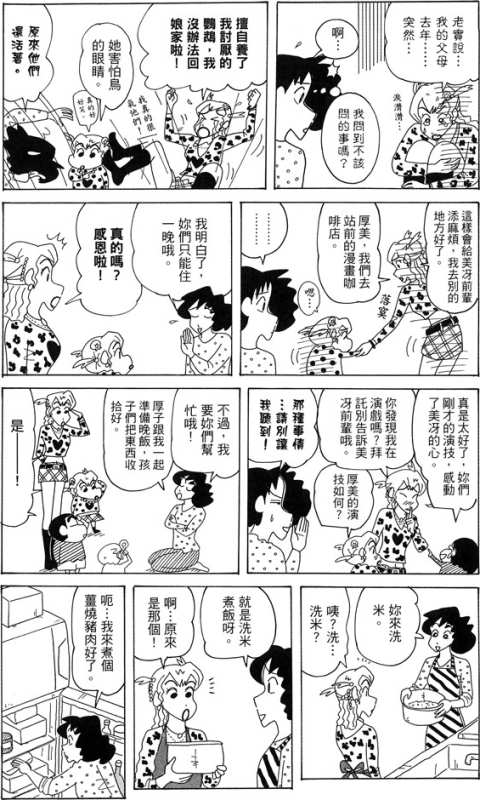 老實說…
我的父母
去年……
突然…
啊…
我問到不該
問的事嗎？
擅自養了
我討厭的
鸚鵡，我
沒辦法回
娘家啦！
我真的很
氣他們！
她害怕鳥
的眼睛。
原來他們
還活著。
這樣會給美冴前輩
添麻煩，我去別的
地方好了。
落寞
厚美，我們去
站前的漫畫咖
啡店。
嗯…
………
我明白了，
妳們只能住
一晚哦。
真的嗎？
感恩啦！
真是太好了，妳們
剛才的演技，感動
了美冴的心。
你發現我在
演戲嗎？拜
託別告訴美
冴前輩哦。
厚美的演
技如何？
那種事情
…請別讓
我聽到！
不過，我
要妳們幫
忙哦！
厚子跟我一起
準備晚飯，孩
子們把東西收
拾好。
是——！
妳來洗
米。
咦？洗…
洗米？
就是洗米
煮飯呀。
啊…原來
是那個！
呃…我來煮個
薑燒豬肉好了。